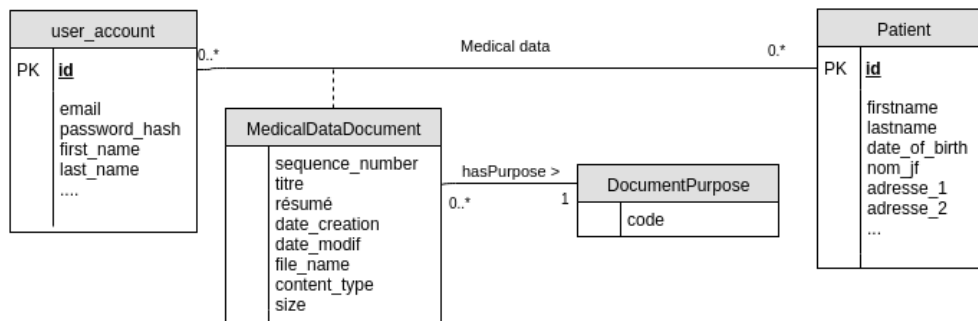 user_account
PK id
email
password_hash
first_name
last_name
....
0..*
Medical data
0..*
Patient
PK id
firstname
lastname
date_of_birth
nom_jf
adresse_1
adresse_2
...
MedicalDataDocument
sequence_number
titre
résumé
date_creation
date_modif
file_name
content_type
size
hasPurpose >
0..*
1
DocumentPurpose
code